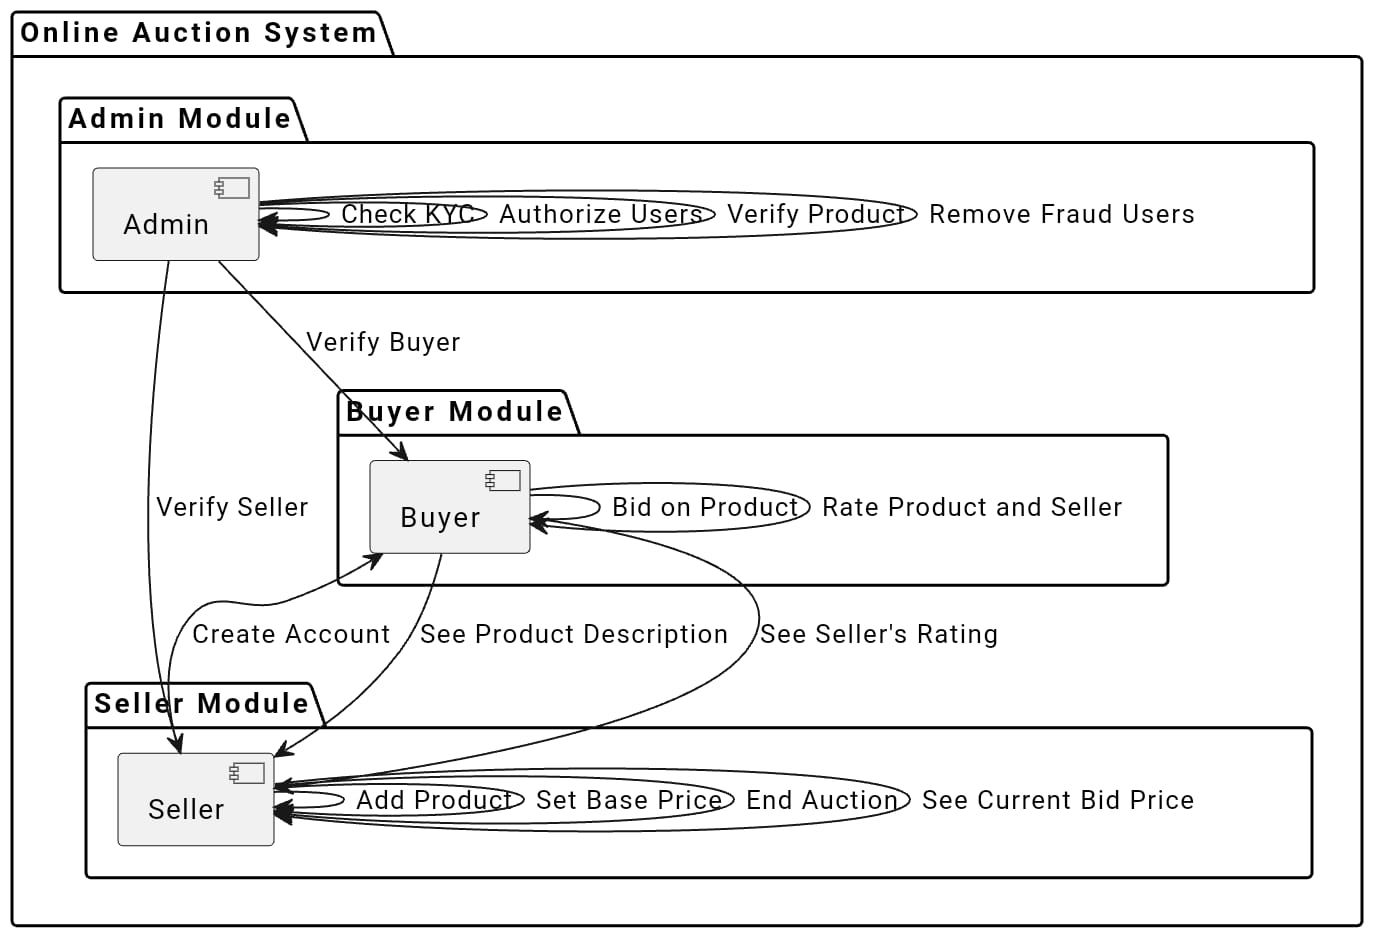 Online Auction System
Admin Module
Admin
Check KYC
Authorize Users
Verify Product
Remove Fraud Users
Verify Buyer
Buyer Module
Verify Seller
Buyer
Bid on Product
Rate Product and Seller
Create Account
See Product Description
See Seller's Rating
Seller Module
Seller
Add Product
Set Base Price
End Auction
See Current Bid Price